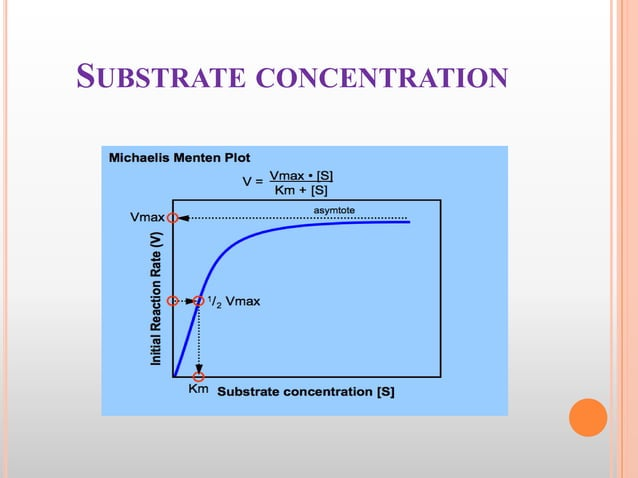 SUBSTRATE CONCENTRATION
Michaelis Menten Plot
V = Vmax • [S]
Km + [S]
asymtote
Vmax
Initial Reaction Rate (V)
1/2 Vmax
Km
Substrate concentration [S]